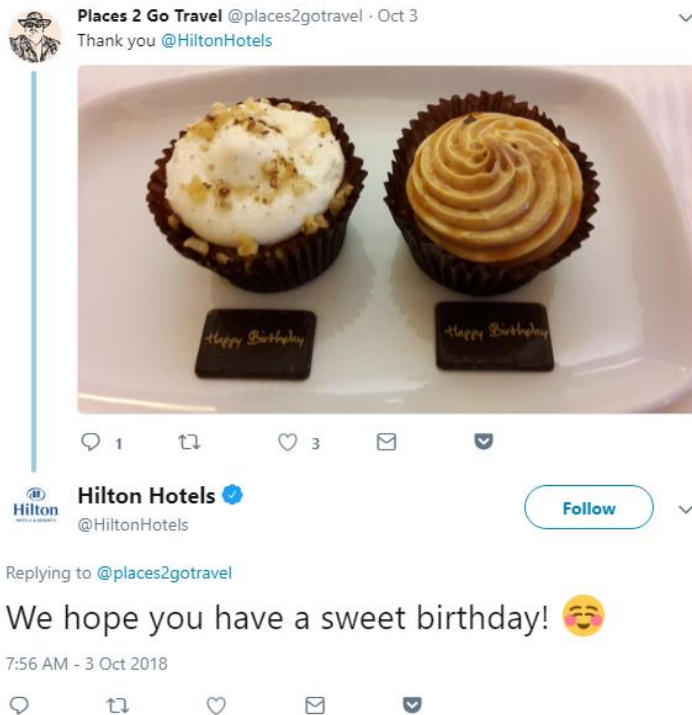 Places 2 Go Travel @places2gotravel · Oct 3
Thank you @HiltonHotels
Happy Birthday
Happy Birthday
1
3
Hilton
Hilton Hotels
@HiltonHotels
Follow
Replying to @places2gotravel
We hope you have a sweet birthday! ☺️
7:56 AM - 3 Oct 2018